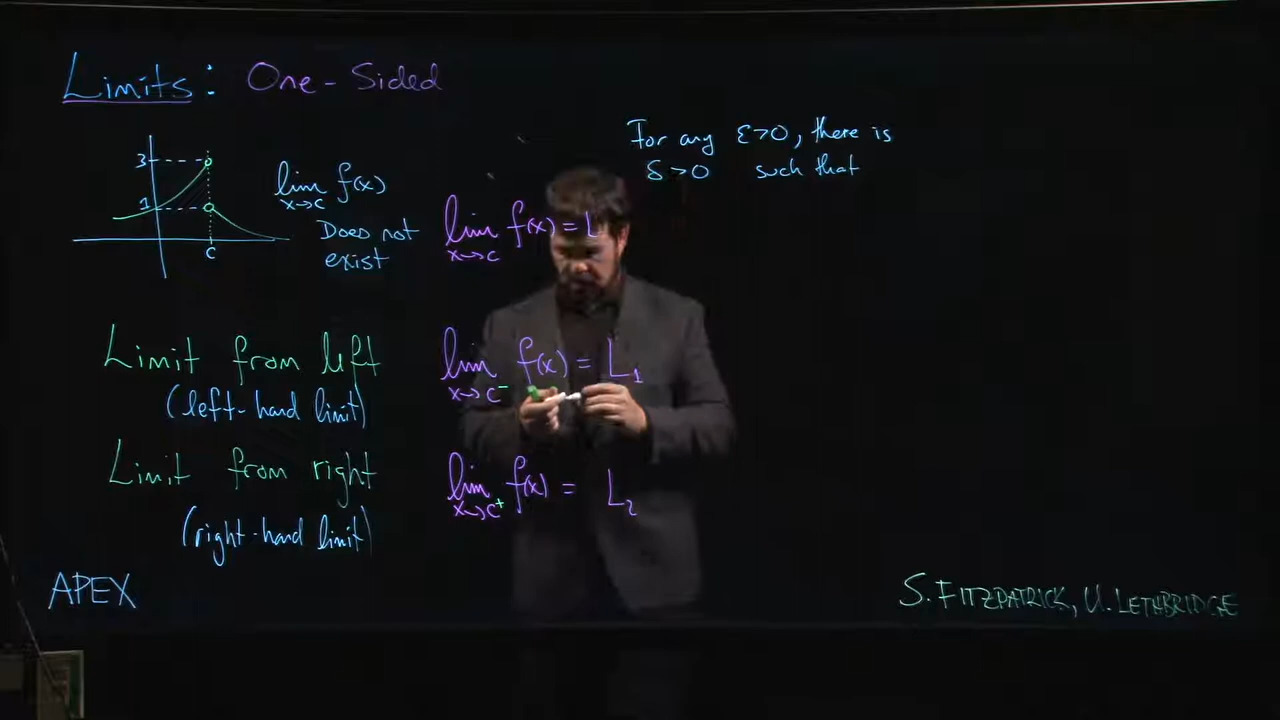 Limits: One-Sided
3
1
c
lim f(x)
x→c
Does not
exist
For any ε>0, there is
δ>0 such that
lim f(x) = L
x→c
Limit from left
(left-hand limit)
lim f(x) = L₁
x→c⁻
Limit from right
(right-hand limit)
lim f(x) = L₂
x→c⁺
APEX
S. FITZPATRICK, U. LETHBRIDGE